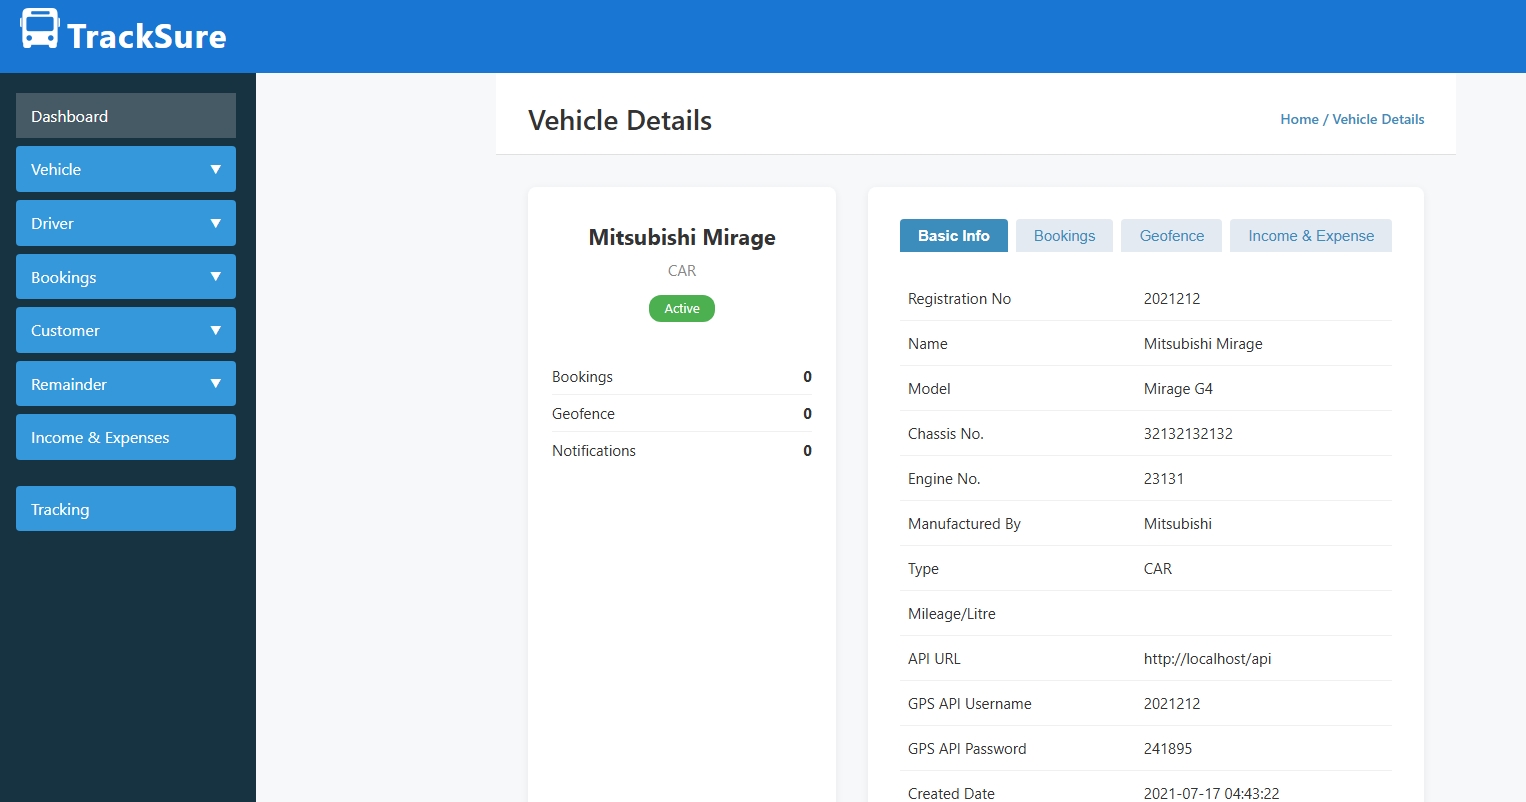 TrackSure
Dashboard
Vehicle ▼
Driver ▼
Bookings ▼
Customer ▼
Remainder ▼
Income & Expenses
Tracking
Vehicle Details
Home / Vehicle Details
Mitsubishi Mirage
CAR
Active
Bookings 0
Geofence 0
Notifications 0
Basic Info Bookings Geofence Income & Expense
Registration No 2021212
Name Mitsubishi Mirage
Model Mirage G4
Chassis No. 32132132132
Engine No. 23131
Manufactured By Mitsubishi
Type CAR
Mileage/Litre
API URL http://localhost/api
GPS API Username 2021212
GPS API Password 241895
Created Date 2021-07-17 04:43:22